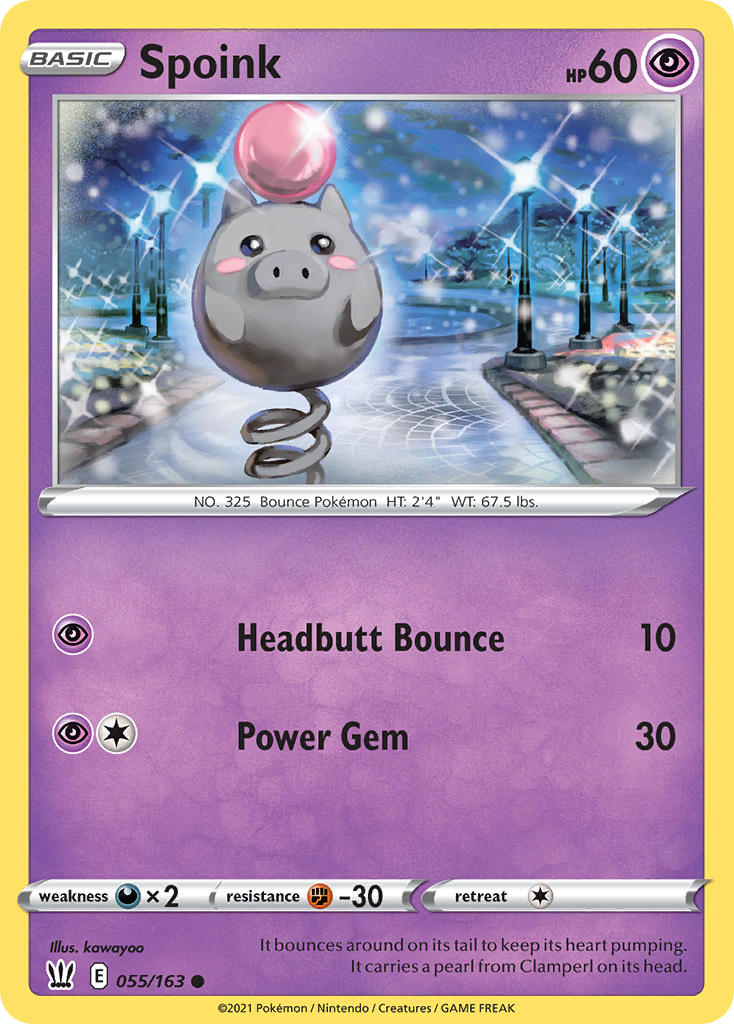 BASIC Spoink HP60
NO. 325 Bounce Pokémon HT: 2'4" WT: 67.5 lbs.
Headbutt Bounce 10
Power Gem 30
weakness ×2 resistance -30 retreat
Illus. kawayoo
It bounces around on its tail to keep its heart pumping.
It carries a pearl from Clamperl on its head.
E 055/163
©2021 Pokémon / Nintendo / Creatures / GAME FREAK